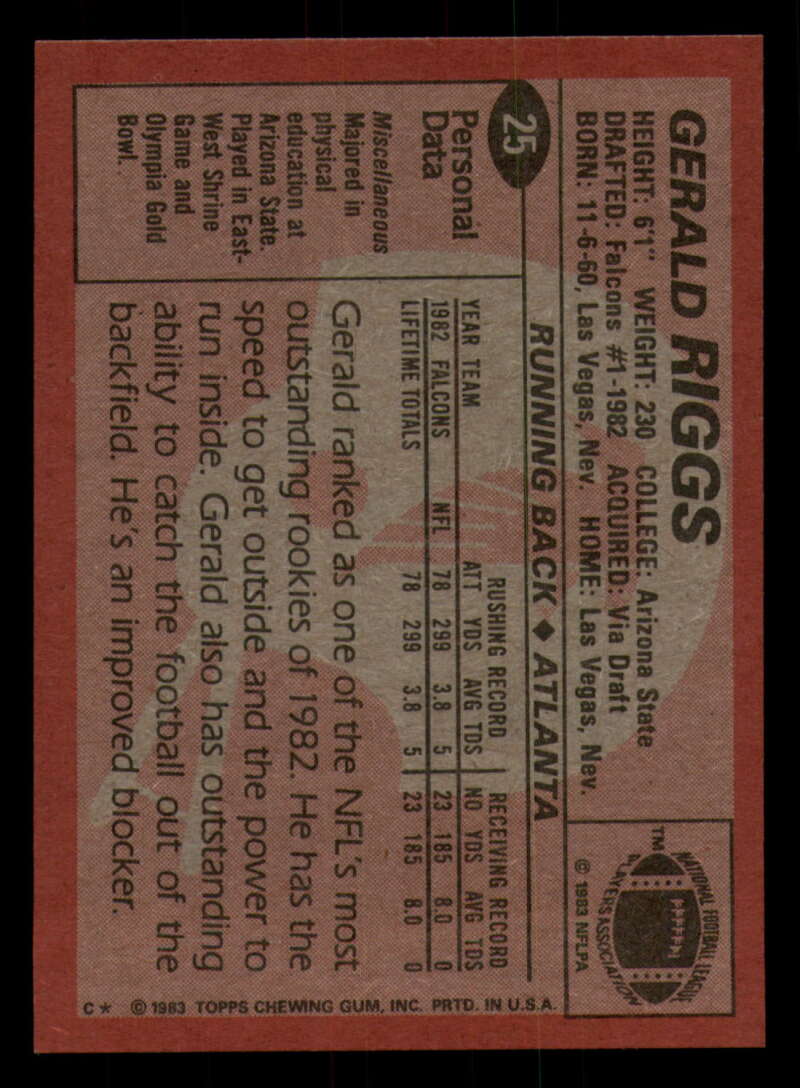 GERALD RIGGS
HEIGHT: 6'1" WEIGHT: 230 COLLEGE: Arizona State
DRAFTED: Falcons #1-1982 ACQUIRED: Via Draft
BORN: 11-6-60, Las Vegas, Nev. HOME: Las Vegas, Nev.
NATIONAL FOOTBALL LEAGUE
PLAYERS ASSOCIATION
TM
© 1983 NFLPA
25
RUNNING BACK ♦ ATLANTA
Personal
Data
Miscellaneous
Majored in
physical
education at
Arizona State.
Played in East-
West Shrine
Game and
Olympia Gold
Bowl.
RUSHING RECORD RECEIVING RECORD
YEAR TEAM ATT YDS AVG TDS NO YDS AVG TDS
1982 FALCONS NFL 78 299 3.8 5 23 185 8.0 0
LIFETIME TOTALS 78 299 3.8 5 23 185 8.0 0
Gerald ranked as one of the NFL's most
outstanding rookies of 1982. He has the
speed to get outside and the power to
run inside. Gerald also has outstanding
ability to catch the football out of the
backfield. He's an improved blocker.
C* © 1983 TOPPS CHEWING GUM, INC. PRTD. IN U.S.A.